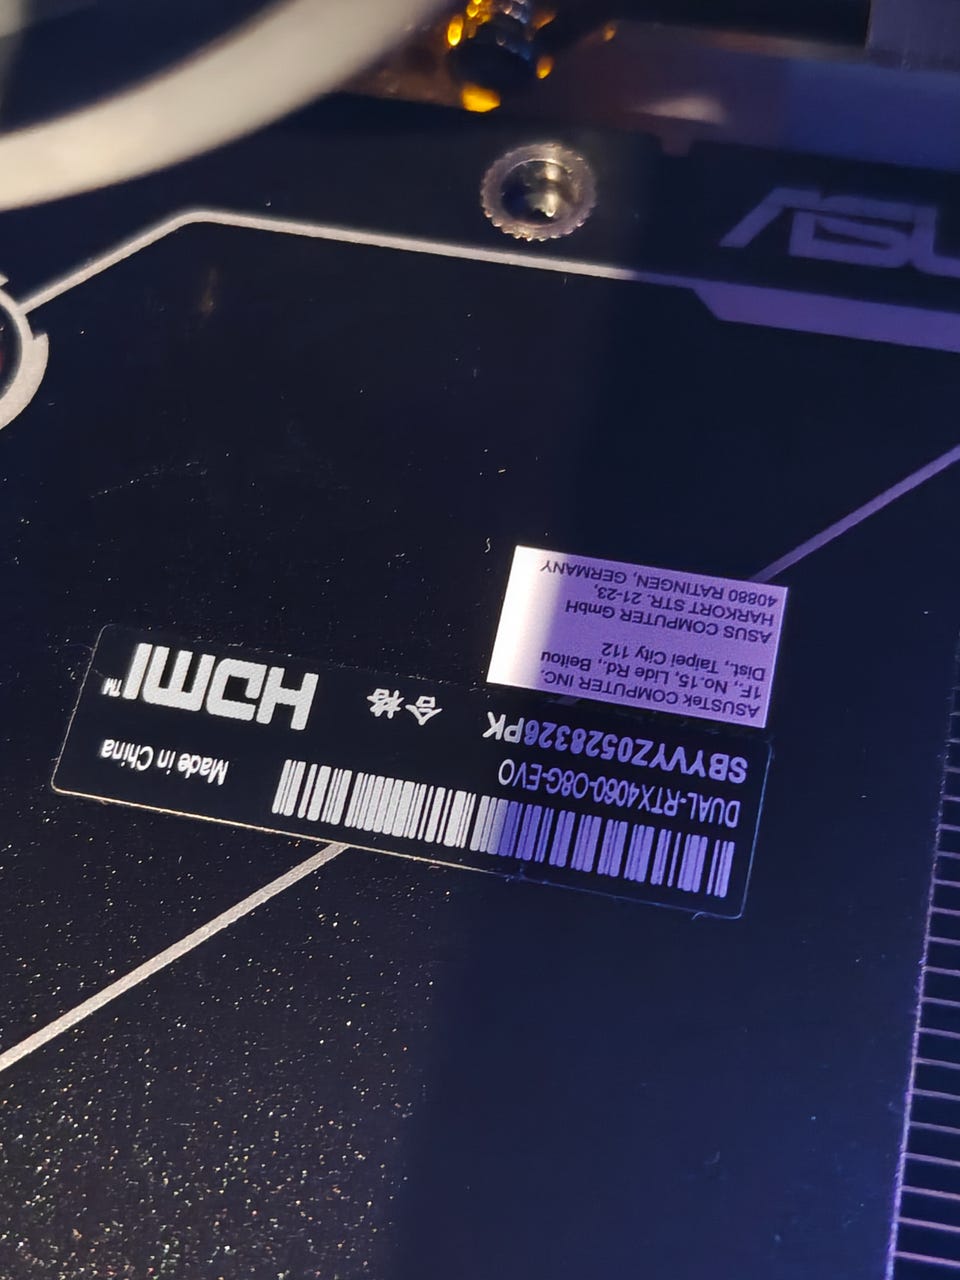 ASU
DUAL-RTX4060-O8G-EVO
SBYVYZ0528326PK
Made in China
合格
HDMI™
ASUSTek COMPUTER INC.
1F., No.15, Lide Rd., Beitou
Dist., Taipei City 112
ASUS COMPUTER GmbH
HARKORT STR. 21-23,
40880 RATINGEN, GERMANY